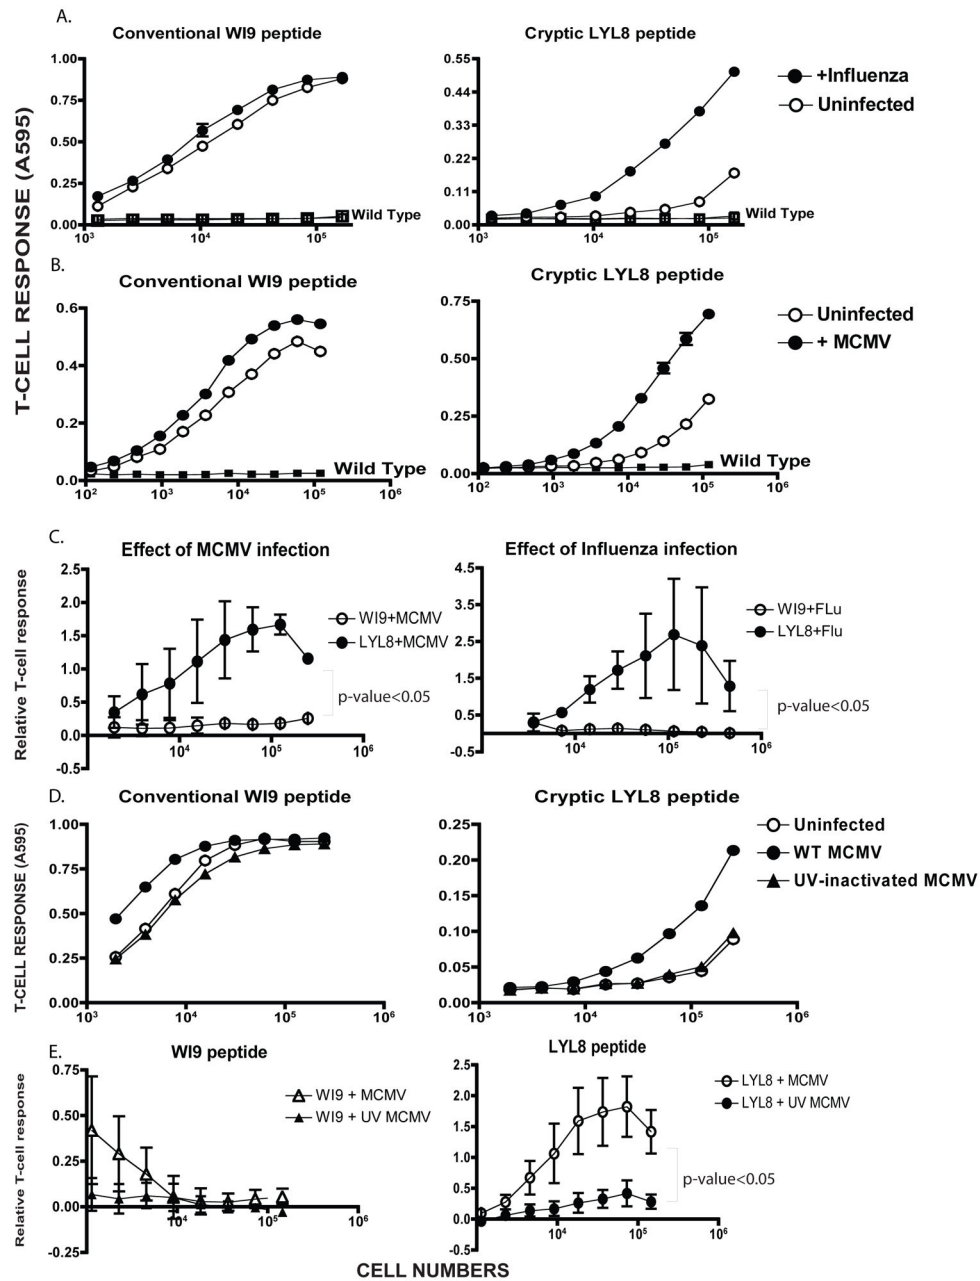 A.
Conventional WI9 peptide
Cryptic LYL8 peptide
T-CELL RESPONSE (A595)
1.00
0.75
0.50
0.25
0.00
10³ 10⁴ 10⁵
Wild Type
0.55
0.44
0.33
0.22
0.11
0.00
10³ 10⁴ 10⁵
Wild Type
+Influenza
Uninfected
B.
Conventional WI9 peptide
Cryptic LYL8 peptide
0.6
0.4
0.2
0.0
10² 10³ 10⁴ 10⁵ 10⁶
Wild Type
0.75
0.50
0.25
0.00
10² 10³ 10⁴ 10⁵ 10⁶
Wild Type
Uninfected
+ MCMV
C.
Effect of MCMV infection
Effect of Influenza infection
Relative T-cell response
2.5
2.0
1.5
1.0
0.5
0.0
-0.5
10⁴ 10⁵ 10⁶
WI9+MCMV
LYL8+MCMV
p-value<0.05
4.5
3.5
2.5
1.5
0.5
-0.5
10⁴ 10⁵ 10⁶
WI9+FLu
LYL8+Flu
p-value<0.05
D.
Conventional WI9 peptide
Cryptic LYL8 peptide
T-CELL RESPONSE (A595)
1.00
0.75
0.50
0.25
0.00
10³ 10⁴ 10⁵ 10⁶
0.25
0.20
0.15
0.10
0.05
0.00
10³ 10⁴ 10⁵ 10⁶
Uninfected
WT MCMV
UV-inactivated MCMV
E.
WI9 peptide
LYL8 peptide
Relative T-cell response
0.75
0.50
0.25
0.00
-0.25
10⁴ 10⁵ 10⁶
WI9 + MCMV
WI9 + UV MCMV
2.5
2.0
1.5
1.0
0.5
0.0
-0.5
10⁴ 10⁵ 10⁶
LYL8 + MCMV
LYL8 + UV MCMV
p-value<0.05
CELL NUMBERS